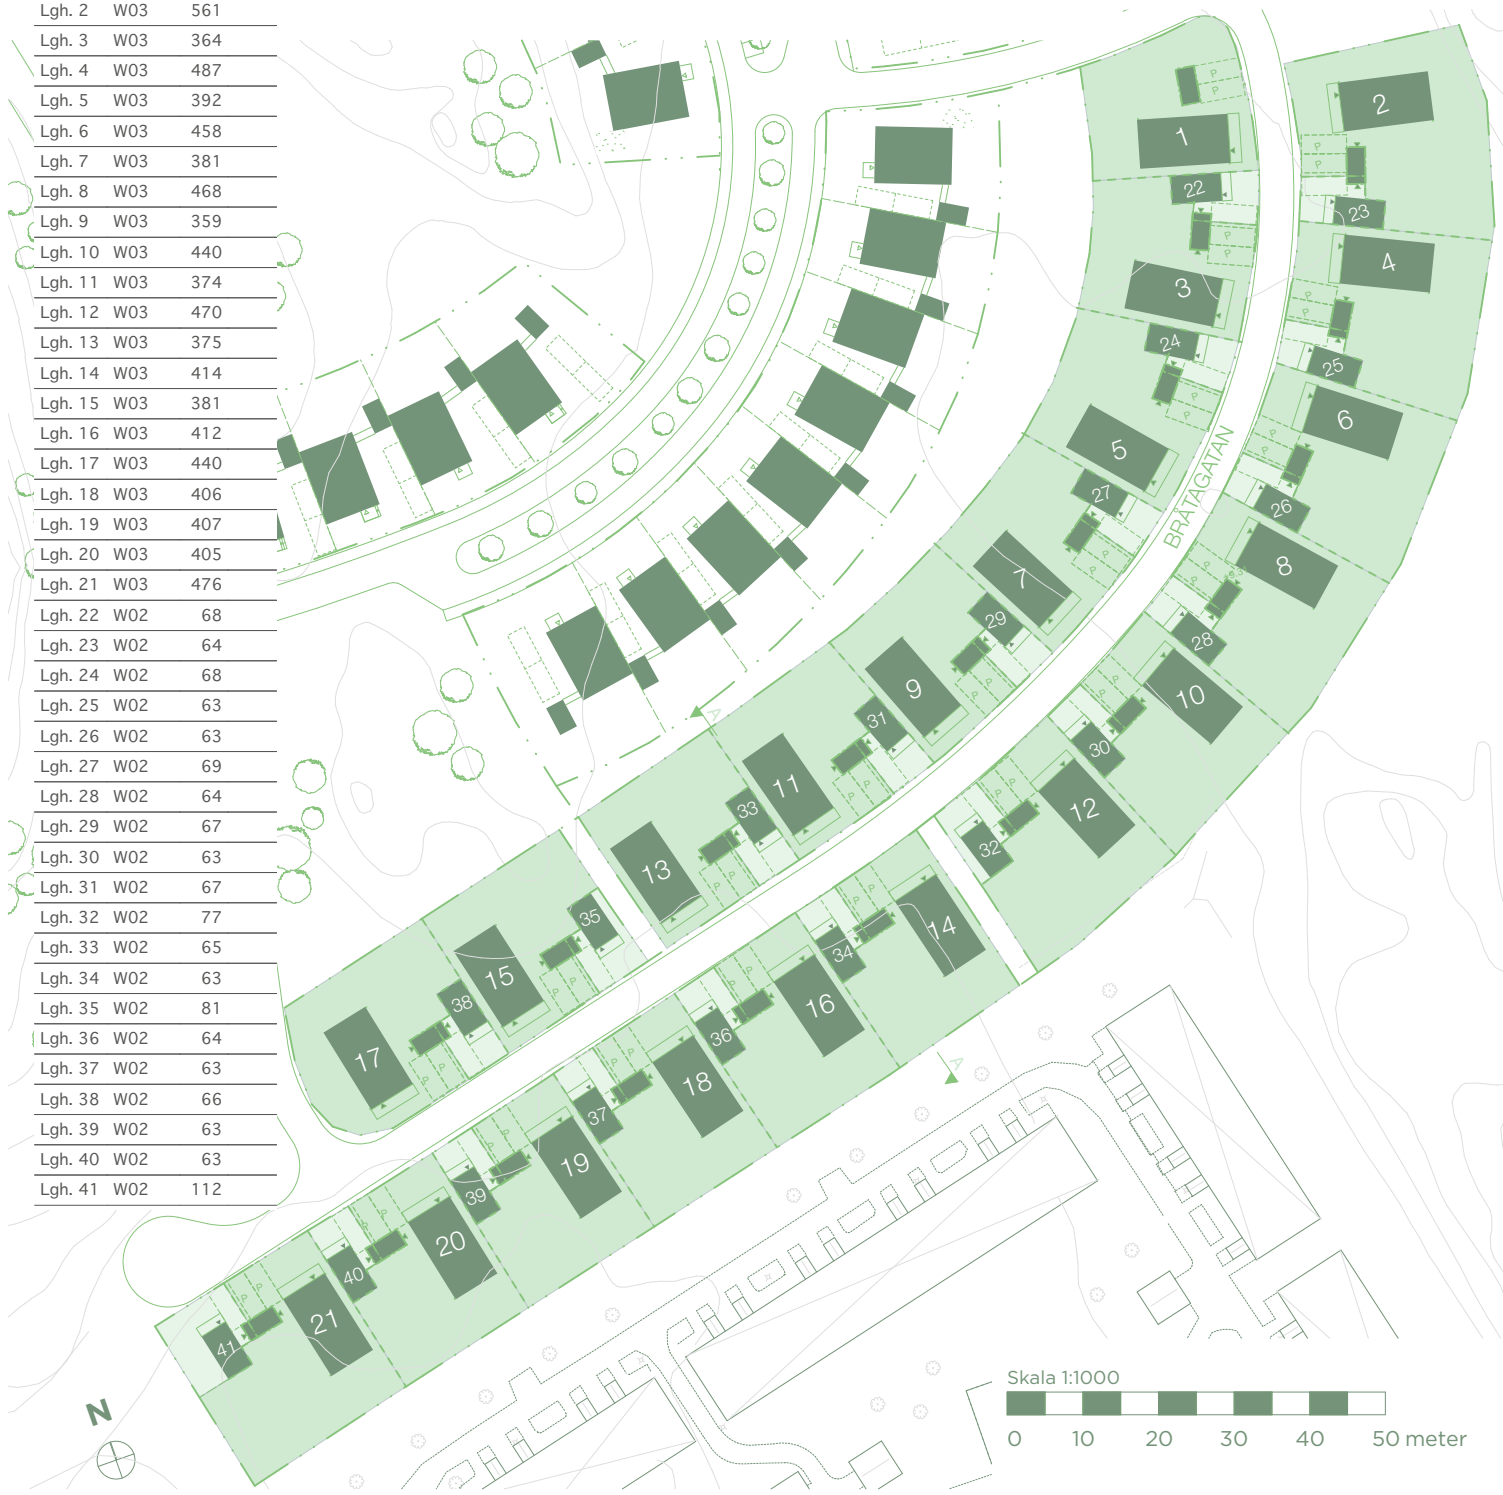 Lgh. 2 W03 561
Lgh. 3 W03 364
Lgh. 4 W03 487
Lgh. 5 W03 392
Lgh. 6 W03 458
Lgh. 7 W03 381
Lgh. 8 W03 468
Lgh. 9 W03 359
Lgh. 10 W03 440
Lgh. 11 W03 374
Lgh. 12 W03 470
Lgh. 13 W03 375
Lgh. 14 W03 414
Lgh. 15 W03 381
Lgh. 16 W03 412
Lgh. 17 W03 440
Lgh. 18 W03 406
Lgh. 19 W03 407
Lgh. 20 W03 405
Lgh. 21 W03 476
Lgh. 22 W02 68
Lgh. 23 W02 64
Lgh. 24 W02 68
Lgh. 25 W02 63
Lgh. 26 W02 63
Lgh. 27 W02 69
Lgh. 28 W02 64
Lgh. 29 W02 67
Lgh. 30 W02 63
Lgh. 31 W02 67
Lgh. 32 W02 77
Lgh. 33 W02 65
Lgh. 34 W02 63
Lgh. 35 W02 81
Lgh. 36 W02 64
Lgh. 37 W02 63
Lgh. 38 W02 66
Lgh. 39 W02 63
Lgh. 40 W02 63
Lgh. 41 W02 112
P
P
1
2
P
P
22
23
P
P
4
3
P
P
24
25
P
P
6
5
P
P
27
26
BRÅTAGATAN
8
7
P
P
P
P
29
28
9
10
P
P
P
P
31
30
A
11
12
P
P
P
P
33
32
13
14
P
P
P
P
35
34
15
16
P
P
P
P
38
36
17
18
P
P
P
P
37
A
19
P
P
39
20
P
P
40
21
P
P
41
N
Skala 1:1000
0 10 20 30 40 50 meter